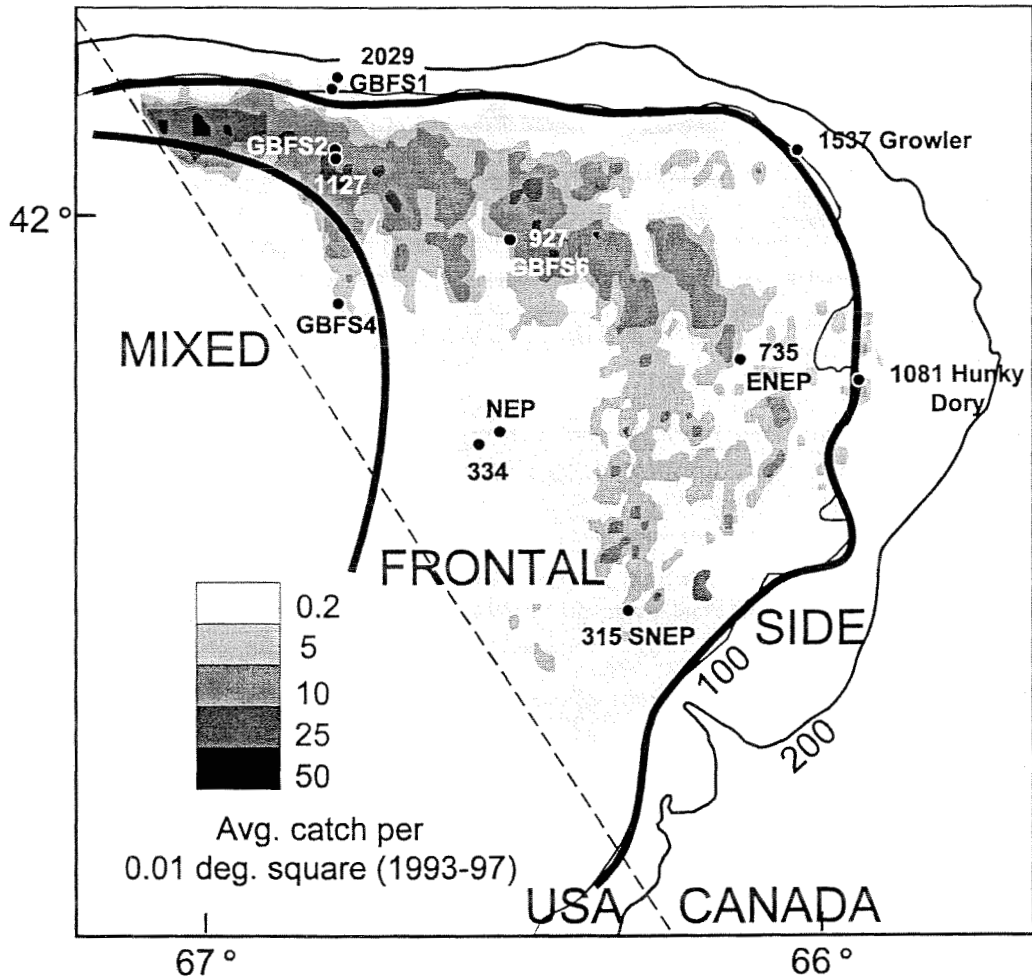 2029
GBFS1
1537 Growler
GBFS2
1127
42 °
927
GBFS6
GBFS4
MIXED
735
ENEP
1081 Hunky
Dory
NEP
334
FRONTAL
0.2
5
10
25
50
315 SNEP
SIDE
100
200
Avg. catch per
0.01 deg. square (1993-97)
USA
CANADA
67 °
66 °